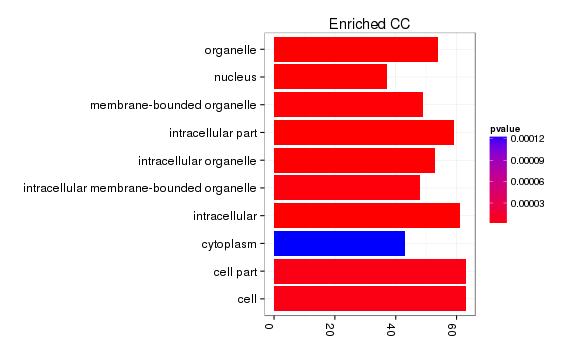 Enriched CC
organelle
nucleus
membrane-bounded organelle
intracellular part
intracellular organelle
intracellular membrane-bounded organelle
intracellular
cytoplasm
cell part
cell
0
20
40
60
pvalue
0.00012
0.00009
0.00006
0.00003